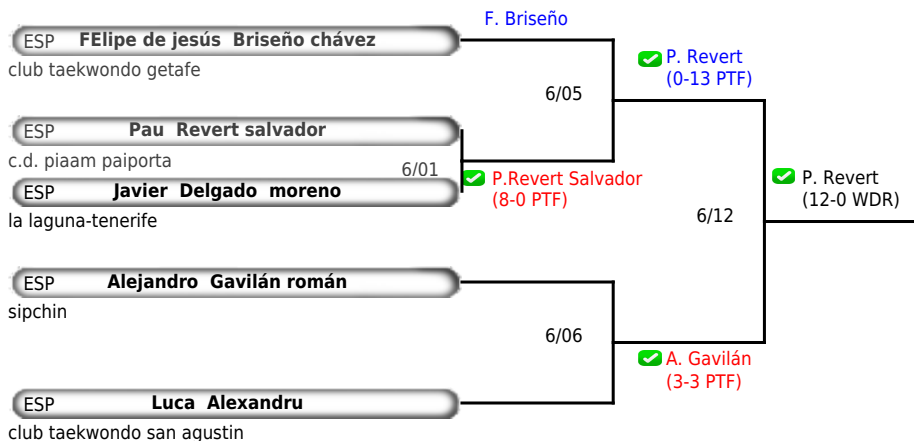 F. Briseño
ESP FElipe de jesús Briseño chávez
club taekwondo getafe
P. Revert
(0-13 PTF)
6/05
ESP Pau Revert salvador
c.d. piaam paiporta
6/01
ESP Javier Delgado moreno
la laguna-tenerife
P.Revert Salvador
(8-0 PTF)
P. Revert
(12-0 WDR)
6/12
ESP Alejandro Gavilán román
sipchin
6/06
A. Gavilán
(3-3 PTF)
ESP Luca Alexandru
club taekwondo san agustin